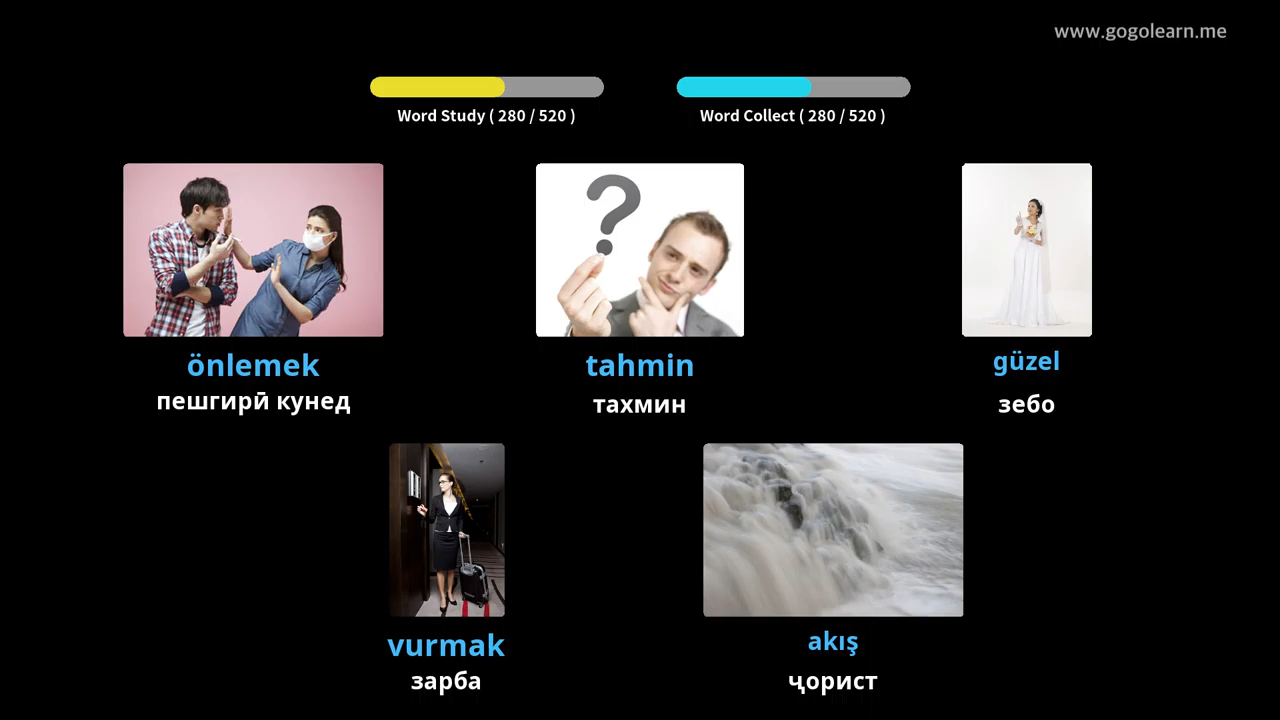 www.gogolearn.me
Word Study ( 280 / 520 )
Word Collect ( 280 / 520 )
önlemek
tahmin
güzel
пешгирӣ кунед
тахмин
зебо
vurmak
akış
зарба
ҷорист